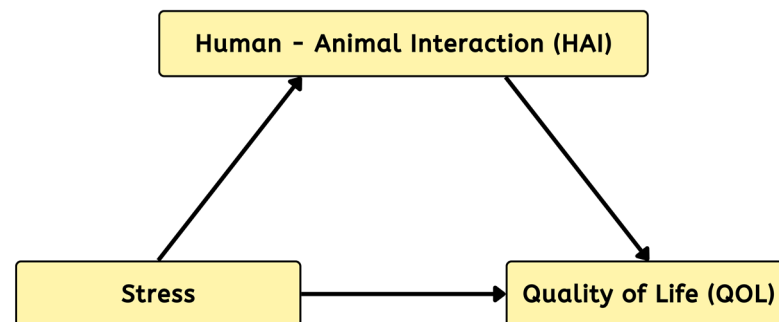 Human - Animal Interaction (HAI)
Stress
Quality of Life (QOL)